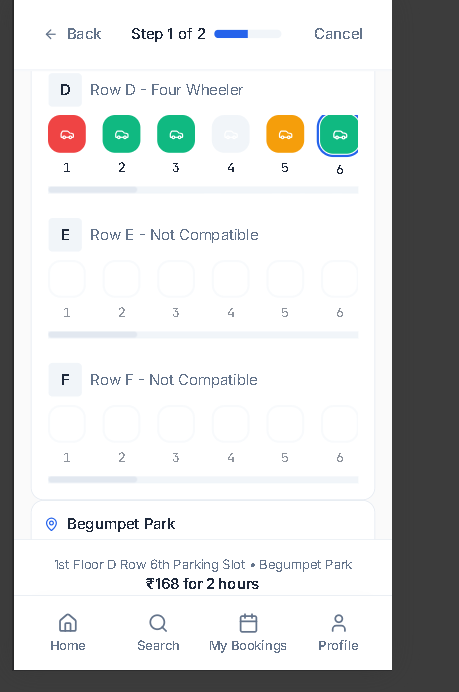 Back Step 1 of 2 Cancel
D Row D - Four Wheeler
1 2 3 4 5 6
E Row E - Not Compatible
1 2 3 4 5 6
F Row F - Not Compatible
1 2 3 4 5 6
Begumpet Park
1st Floor D Row 6th Parking Slot • Begumpet Park
₹168 for 2 hours
Home Search My Bookings Profile